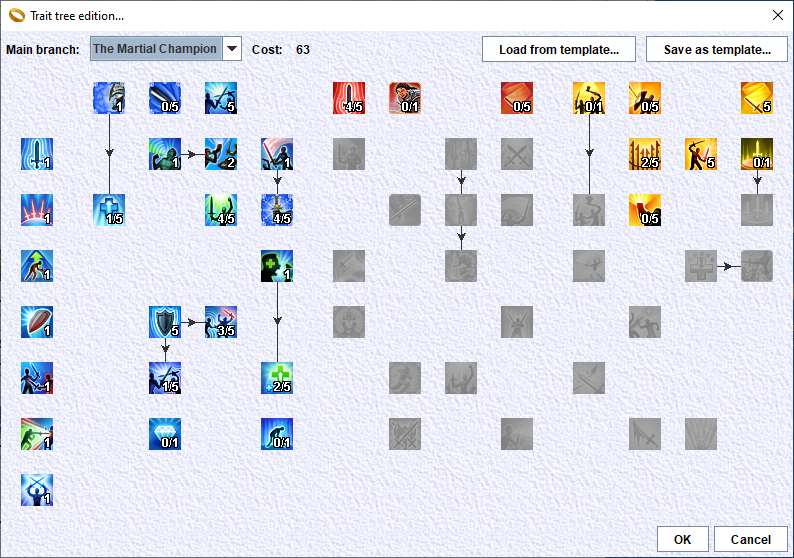 Trait tree edition...
Main branch: The Martial Champion Cost: 63 Load from template... Save as template...
1 0/5 5 4/5 0/1 0/5 0/1 0/5 5
1 1 2 1 2/5 5 0/1
1 1/5 4/5 4/5 0/5
1 1
1 5 3/5
1 1/5 2/5
1 0/1 0/1
1
OK Cancel